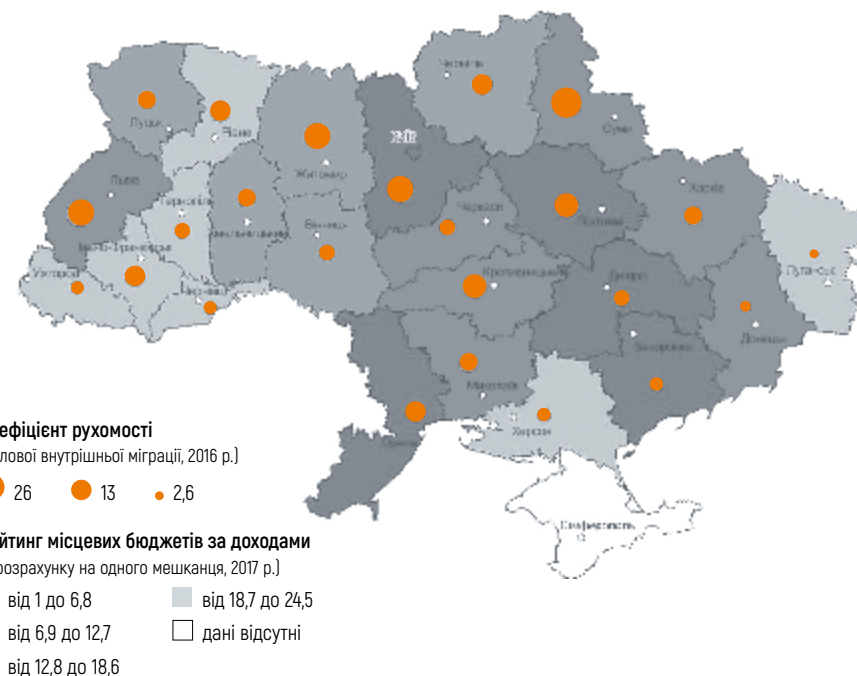 Чернігів
Суми
Луцьк
Рівне
Київ
Житомир
Львів
Харків
Черкаси
Полтава
Тернопіль
Хмельницький
Вінниця
Івано-Франківськ
Ужгород
Кропивницький
Дніпро
Луганськ
Чернівці
Донецьк
Запоріжжя
Миколаїв
Херсон
Одеса
Сімферополь
ефіцієнт рухомості
лової внутрішньої міграції, 2016 р.)
26 13 2,6
йтинг місцевих бюджетів за доходами
розрахунку на одного мешканця, 2017 р.)
від 1 до 6,8 від 18,7 до 24,5
від 6,9 до 12,7 дані відсутні
від 12,8 до 18,6